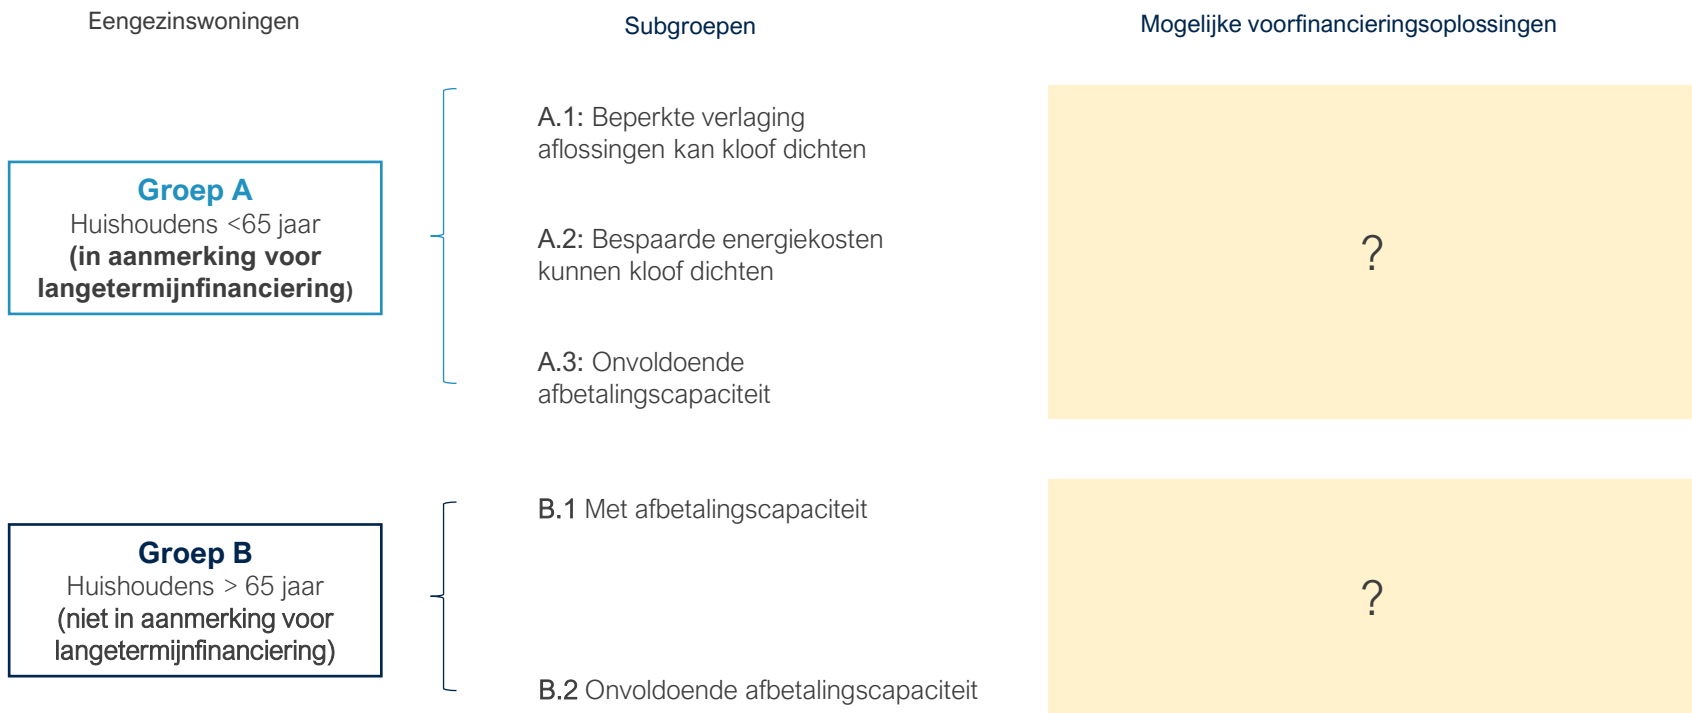 Eengezinswoningen
Subgroepen
Mogelijke voorfinancieringsoplossingen
Groep A
Huishoudens <65 jaar
(in aanmerking voor
langetermijnfinanciering)
A.1: Beperkte verlaging
aflossingen kan kloof dichten
A.2: Bespaarde energiekosten
kunnen kloof dichten
A.3: Onvoldoende
afbetalingscapaciteit
?
Groep B
Huishoudens > 65 jaar
(niet in aanmerking voor
langetermijnfinanciering)
B.1 Met afbetalingscapaciteit
B.2 Onvoldoende afbetalingscapaciteit
?